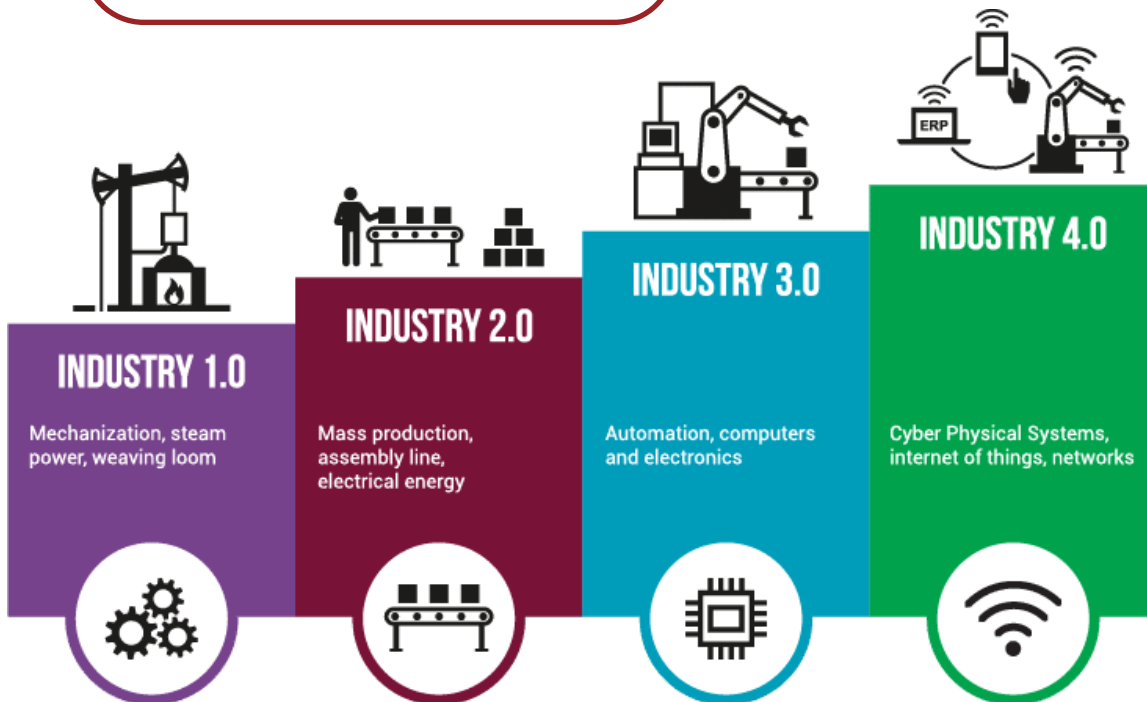 ERP
INDUSTRY 1.0
Mechanization, steam
power, weaving loom
INDUSTRY 2.0
Mass production,
assembly line,
electrical energy
INDUSTRY 3.0
Automation, computers
and electronics
INDUSTRY 4.0
Cyber Physical Systems,
internet of things, networks